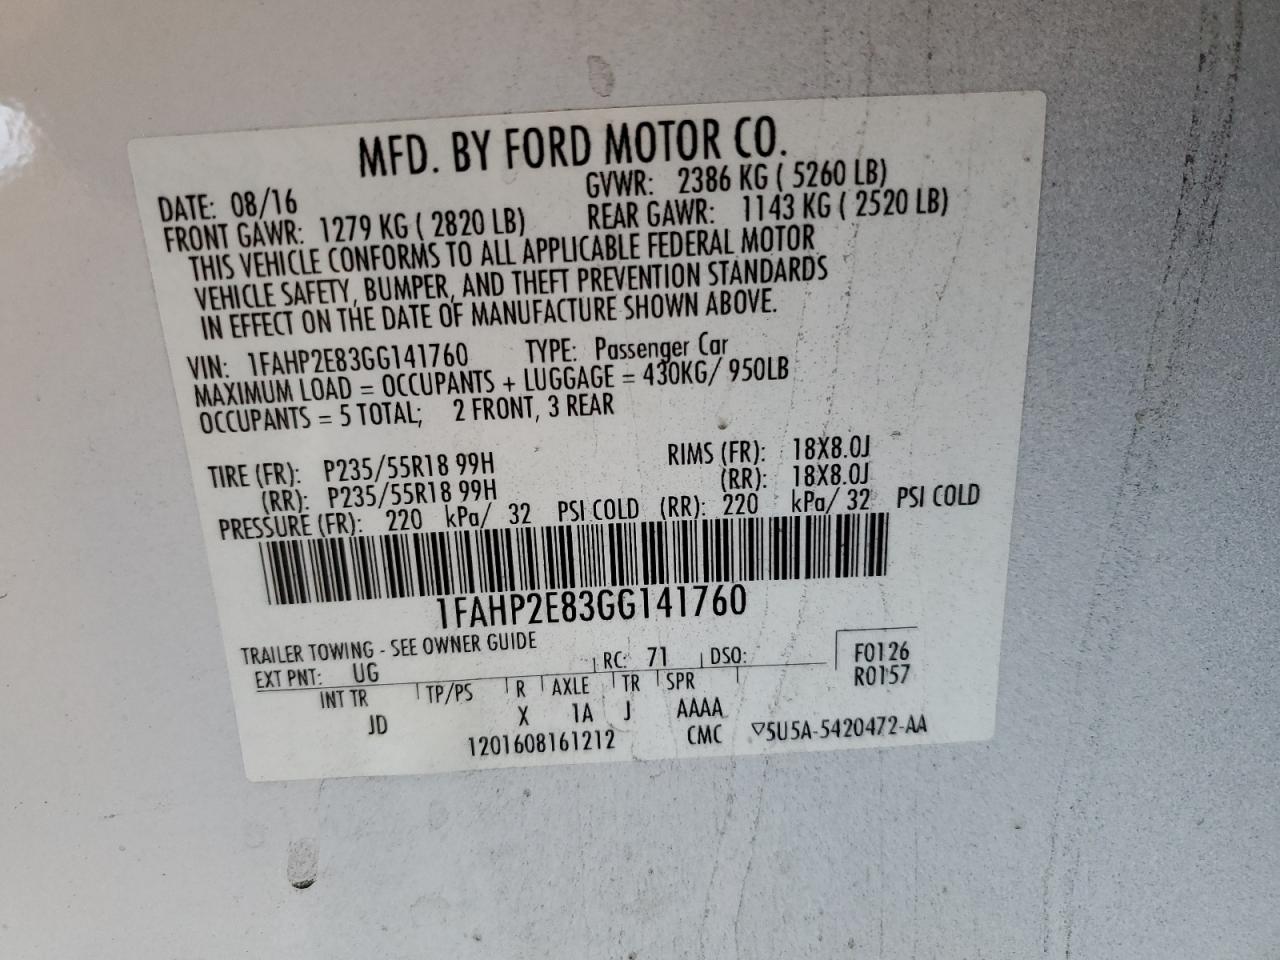 MFD. BY FORD MOTOR CO.
DATE: 08/16 GVWR: 2386 KG ( 5260 LB)
FRONT GAWR: 1279 KG ( 2820 LB) REAR GAWR: 1143 KG ( 2520 LB)
THIS VEHICLE CONFORMS TO ALL APPLICABLE FEDERAL MOTOR
VEHICLE SAFETY, BUMPER, AND THEFT PREVENTION STANDARDS
IN EFFECT ON THE DATE OF MANUFACTURE SHOWN ABOVE.
VIN: 1FAHP2E83GG141760 TYPE: Passenger Car
MAXIMUM LOAD = OCCUPANTS + LUGGAGE = 430KG/ 950LB
OCCUPANTS = 5 TOTAL; 2 FRONT, 3 REAR
TIRE (FR): P235/55R18 99H RIMS (FR): 18X8.0J
(RR): P235/55R18 99H (RR): 18X8.0J
PRESSURE (FR): 220 kPa/ 32 PSI COLD (RR): 220 kPa/ 32 PSI COLD
1FAHP2E83GG141760
TRAILER TOWING - SEE OWNER GUIDE
EXT PNT: UG RC: 71 DSO: F0126
INT TR TP/PS R AXLE TR SPR R0157
JD X 1A J AAAA
1201608161212 CMC ▽5U5A-5420472-AA